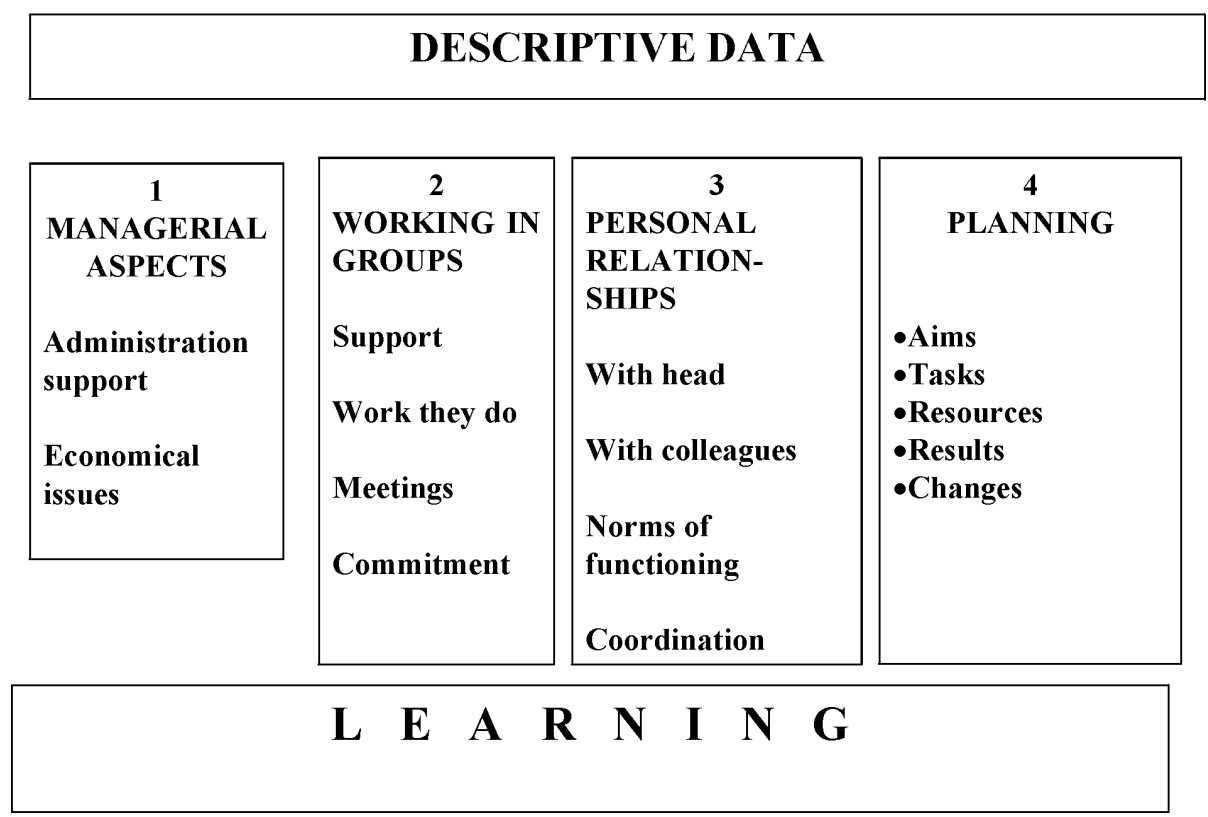 DESCRIPTIVE DATA
1
MANAGERIAL
ASPECTS
Administration
support
Economical
issues
2
WORKING IN
GROUPS
Support
Work they do
Meetings
Commitment
3
PERSONAL
RELATION-
SHIPS
With head
With colleagues
Norms of
functioning
Coordination
4
PLANNING
•Aims
•Tasks
•Resources
•Results
•Changes
L E A R N I N G